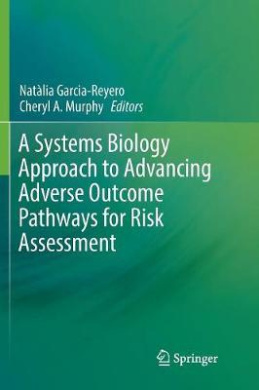 Natàlia Garcia-Reyero
Cheryl A. Murphy Editors
A Systems Biology
Approach to Advancing
Adverse Outcome
Pathways for Risk
Assessment
Springer